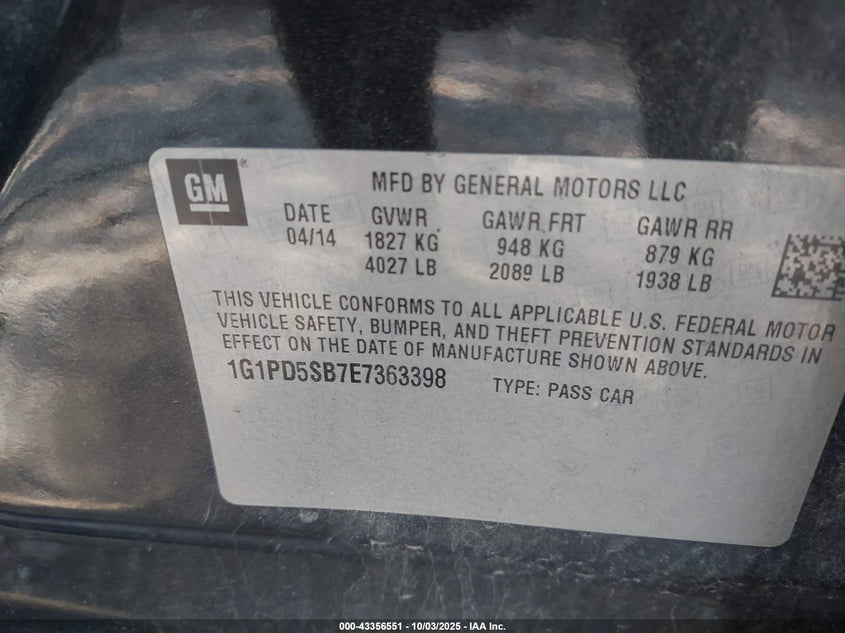 GM®
MFD BY GENERAL MOTORS LLC
DATE GVWR GAWR FRT GAWR RR
04/14 1827 KG 948 KG 879 KG
4027 LB 2089 LB 1938 LB
THIS VEHICLE CONFORMS TO ALL APPLICABLE U.S. FEDERAL MOTOR
VEHICLE SAFETY, BUMPER, AND THEFT PREVENTION STANDARDS IN
EFFECT ON THE DATE OF MANUFACTURE SHOWN ABOVE.
1G1PD5SB7E7363398 TYPE: PASS CAR
000-43356551 - 10/03/2025 - IAA Inc.